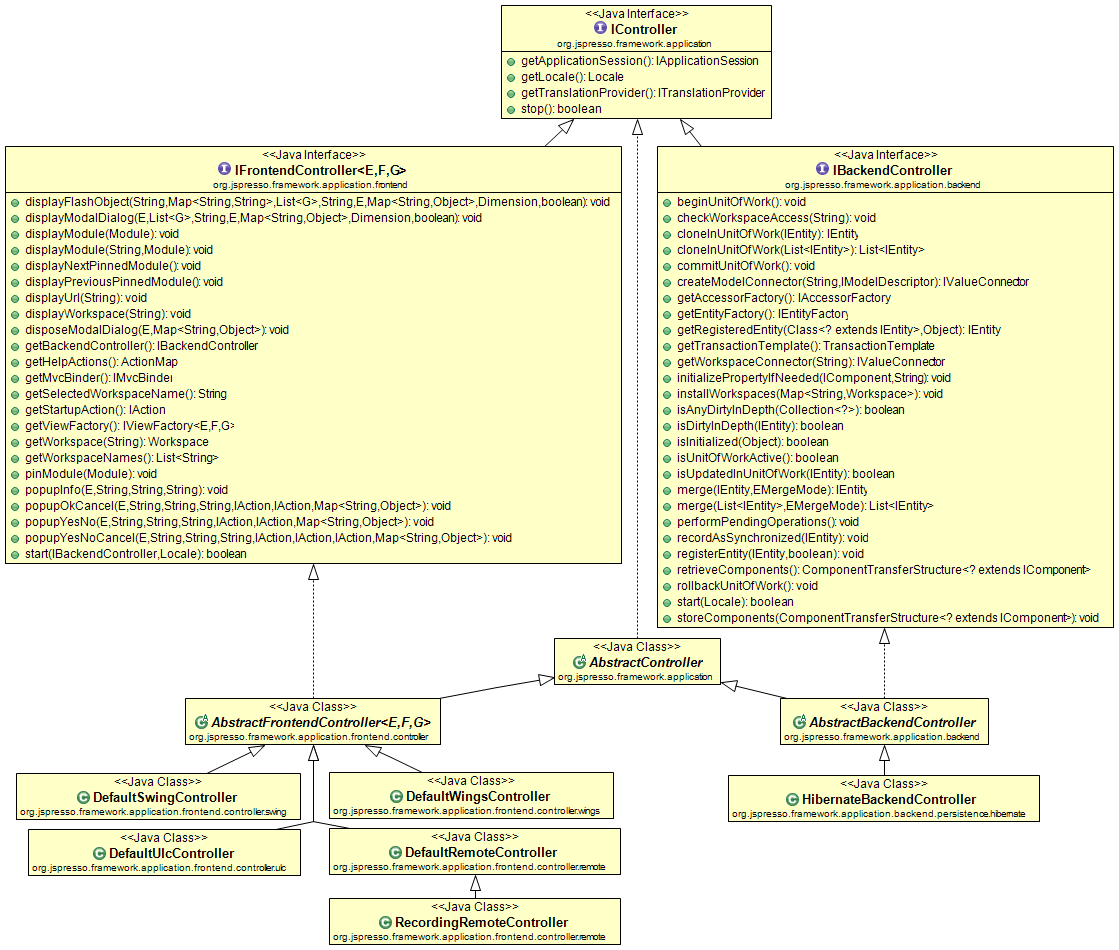 <<Java Interface>>
IController
org.jspresso.framework.application
getApplicationSession(): IApplicationSession
getLocale(): Locale
getTranslationProvider(): ITranslationProvider
stop(): boolean
<<Java Interface>>
IFrontendController<E,F,G>
org.jspresso.framework.application.frontend
displayFlashObject(String,Map<String,String>,List<G>,String,E,Map<String,Object>,Dimension,boolean): void
displayModalDialog(E,List<G>,String,E,Map<String,Object>,Dimension,boolean): void
displayModule(Module): void
displayModule(String,Module): void
displayNextPinnedModule(): void
displayPreviousPinnedModule(): void
displayUrl(String): void
displayWorkspace(String): void
disposeModalDialog(E,Map<String,Object>): void
getBackendController(): IBackendController
getHelpActions(): ActionMap
getMvcBinder(): IMvcBinder
getSelectedWorkspaceName(): String
getStartupAction(): IAction
getViewFactory(): IViewFactory<E,F,G>
getWorkspace(String): Workspace
getWorkspaceNames(): List<String>
pinModule(Module): void
popupInfo(E,String,String,String): void
popupOkCancel(E,String,String,String,IAction,IAction,Map<String,Object>): void
popupYesNo(E,String,String,String,IAction,IAction,Map<String,Object>): void
popupYesNoCancel(E,String,String,String,IAction,IAction,IAction,Map<String,Object>): void
start(IBackendController,Locale): boolean
<<Java Interface>>
IBackendController
org.jspresso.framework.application.backend
beginUnitOfWork(): void
checkWorkspaceAccess(String): void
cloneInUnitOfWork(IEntity): IEntity
cloneInUnitOfWork(List<IEntity>): List<IEntity>
commitUnitOfWork(): void
createModelConnector(String,IModelDescriptor): IValueConnector
getAccessorFactory(): IAccessorFactory
getEntityFactory(): IEntityFactory
getRegisteredEntity(Class<? extends IEntity>,Object): IEntity
getTransactionTemplate(): TransactionTemplate
getWorkspaceConnector(String): IValueConnector
initializePropertyIfNeeded(IComponent,String): void
installWorkspaces(Map<String,Workspace>): void
isAnyDirtyInDepth(Collection<?>): boolean
isDirtyInDepth(IEntity): boolean
isInitialized(Object): boolean
isUnitOfWorkActive(): boolean
isUpdatedInUnitOfWork(IEntity): boolean
merge(IEntity,EMergeMode): IEntity
merge(List<IEntity>,EMergeMode): List<IEntity>
performPendingOperations(): void
recordAsSynchronized(IEntity): void
registerEntity(IEntity,boolean): void
retrieveComponents(): ComponentTransferStructure<? extends IComponent>
rollbackUnitOfWork(): void
start(Locale): boolean
storeComponents(ComponentTransferStructure<? extends IComponent>): void
<<Java Class>>
AbstractController
org.jspresso.framework.application
<<Java Class>>
AbstractFrontendController<E,F,G>
org.jspresso.framework.application.frontend.controller
<<Java Class>>
AbstractBackendController
org.jspresso.framework.application.backend
<<Java Class>>
DefaultSwingController
org.jspresso.framework.application.frontend.controller.swing
<<Java Class>>
DefaultWingsController
org.jspresso.framework.application.frontend.controller.wings
<<Java Class>>
HibernateBackendController
org.jspresso.framework.application.backend.persistence.hibernate
<<Java Class>>
DefaultUlcController
org.jspresso.framework.application.frontend.controller.ulc
<<Java Class>>
DefaultRemoteController
org.jspresso.framework.application.frontend.controller.remote
<<Java Class>>
RecordingRemoteController
org.jspresso.framework.application.frontend.controller.remote